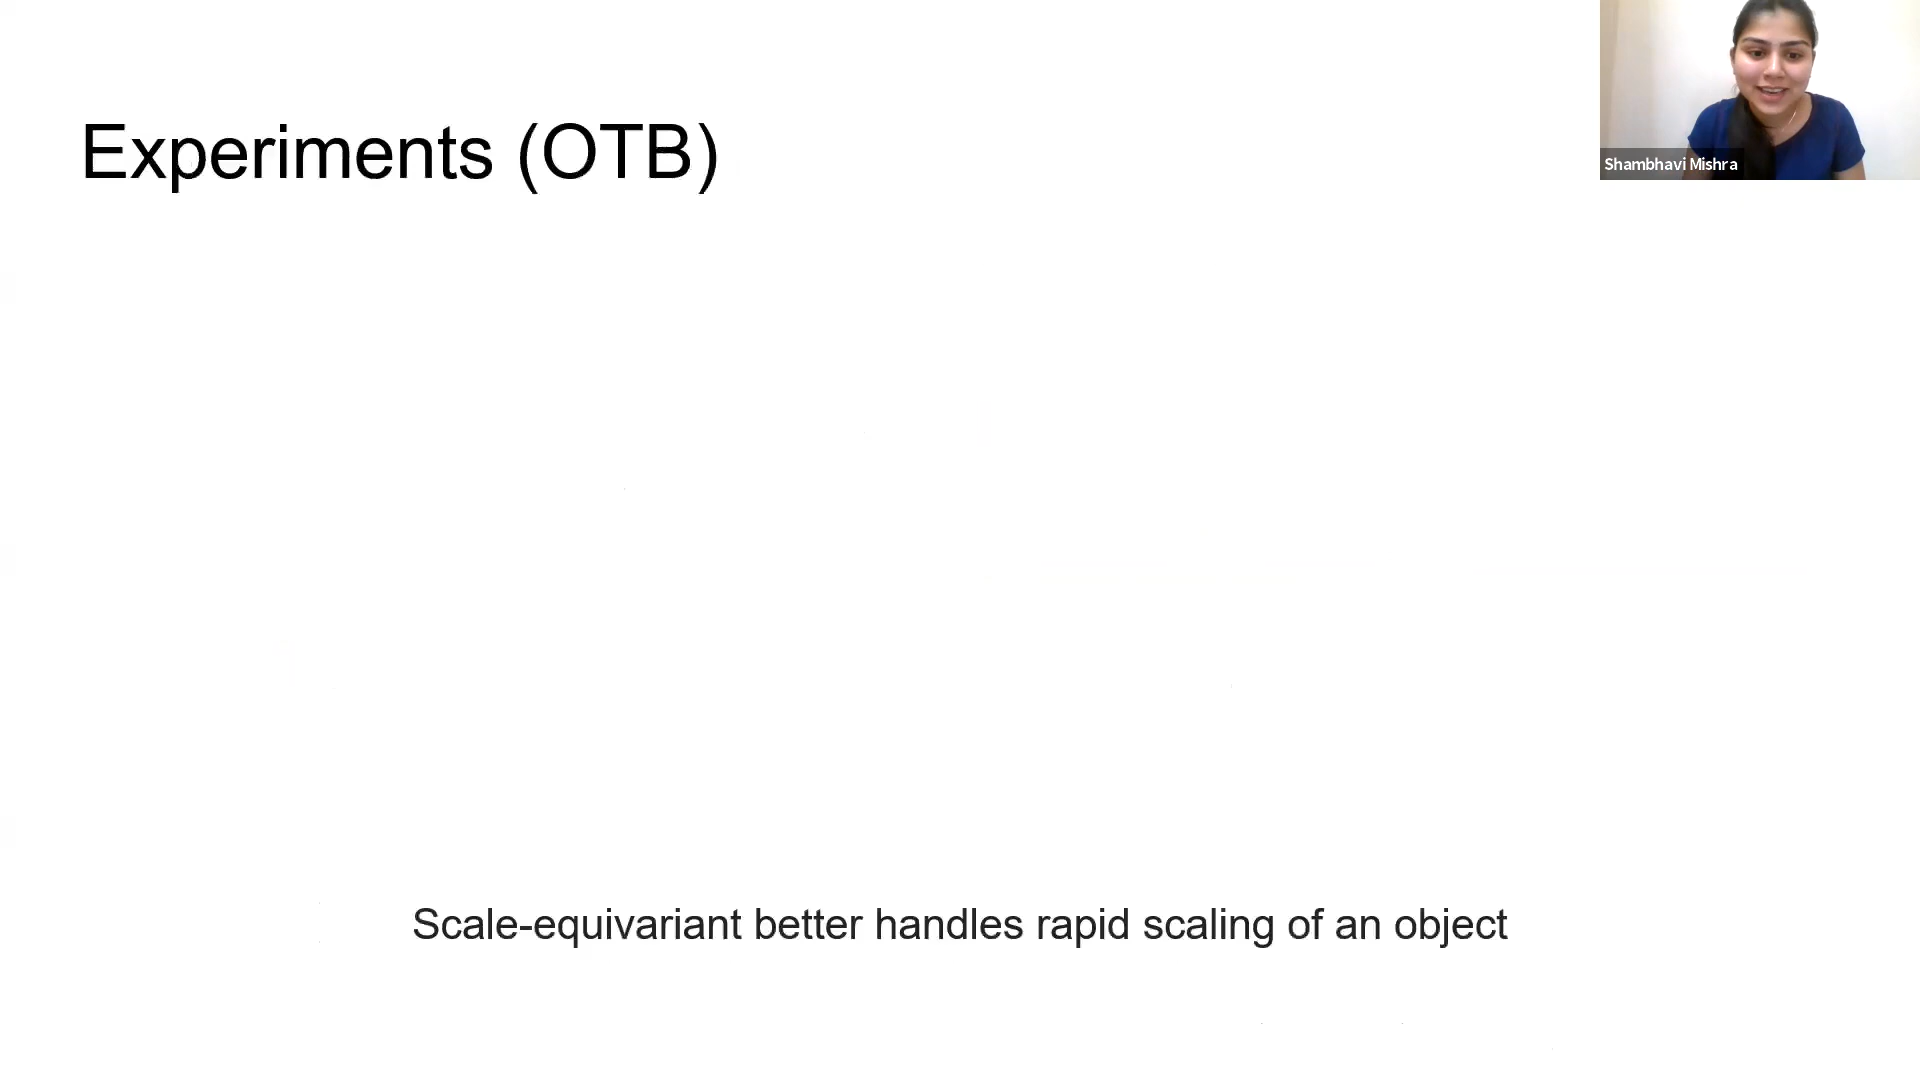 Experiments (OTB)
Shambhavi Mishra
Scale-equivariant better handles rapid scaling of an object